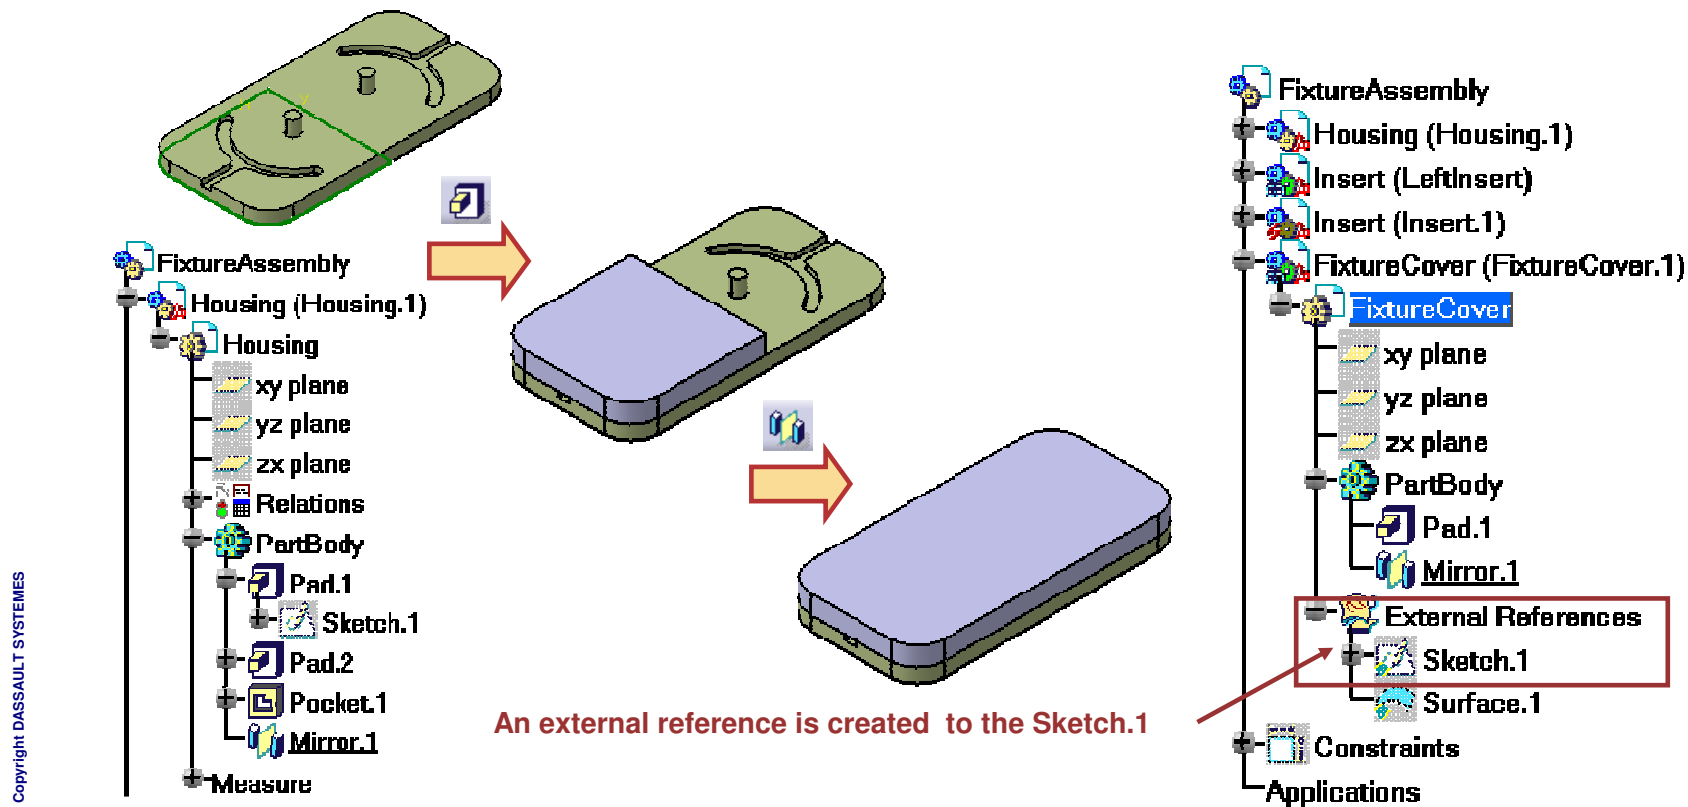 FixtureAssembly
Housing (Housing.1)
Housing
xy plane
yz plane
zx plane
Relations
PartBody
Pad.1
Sketch.1
Pad.2
Pocket.1
Mirror.1
Measure
An external reference is created to the Sketch.1
FixtureAssembly
Housing (Housing.1)
Insert (LeftInsert)
Insert (Insert.1)
FixtureCover (FixtureCover.1)
FixtureCover
xy plane
yz plane
zx plane
PartBody
Pad.1
Mirror.1
External References
Sketch.1
Surface.1
Constraints
Applications
Copyright DASSAULT SYSTEMES